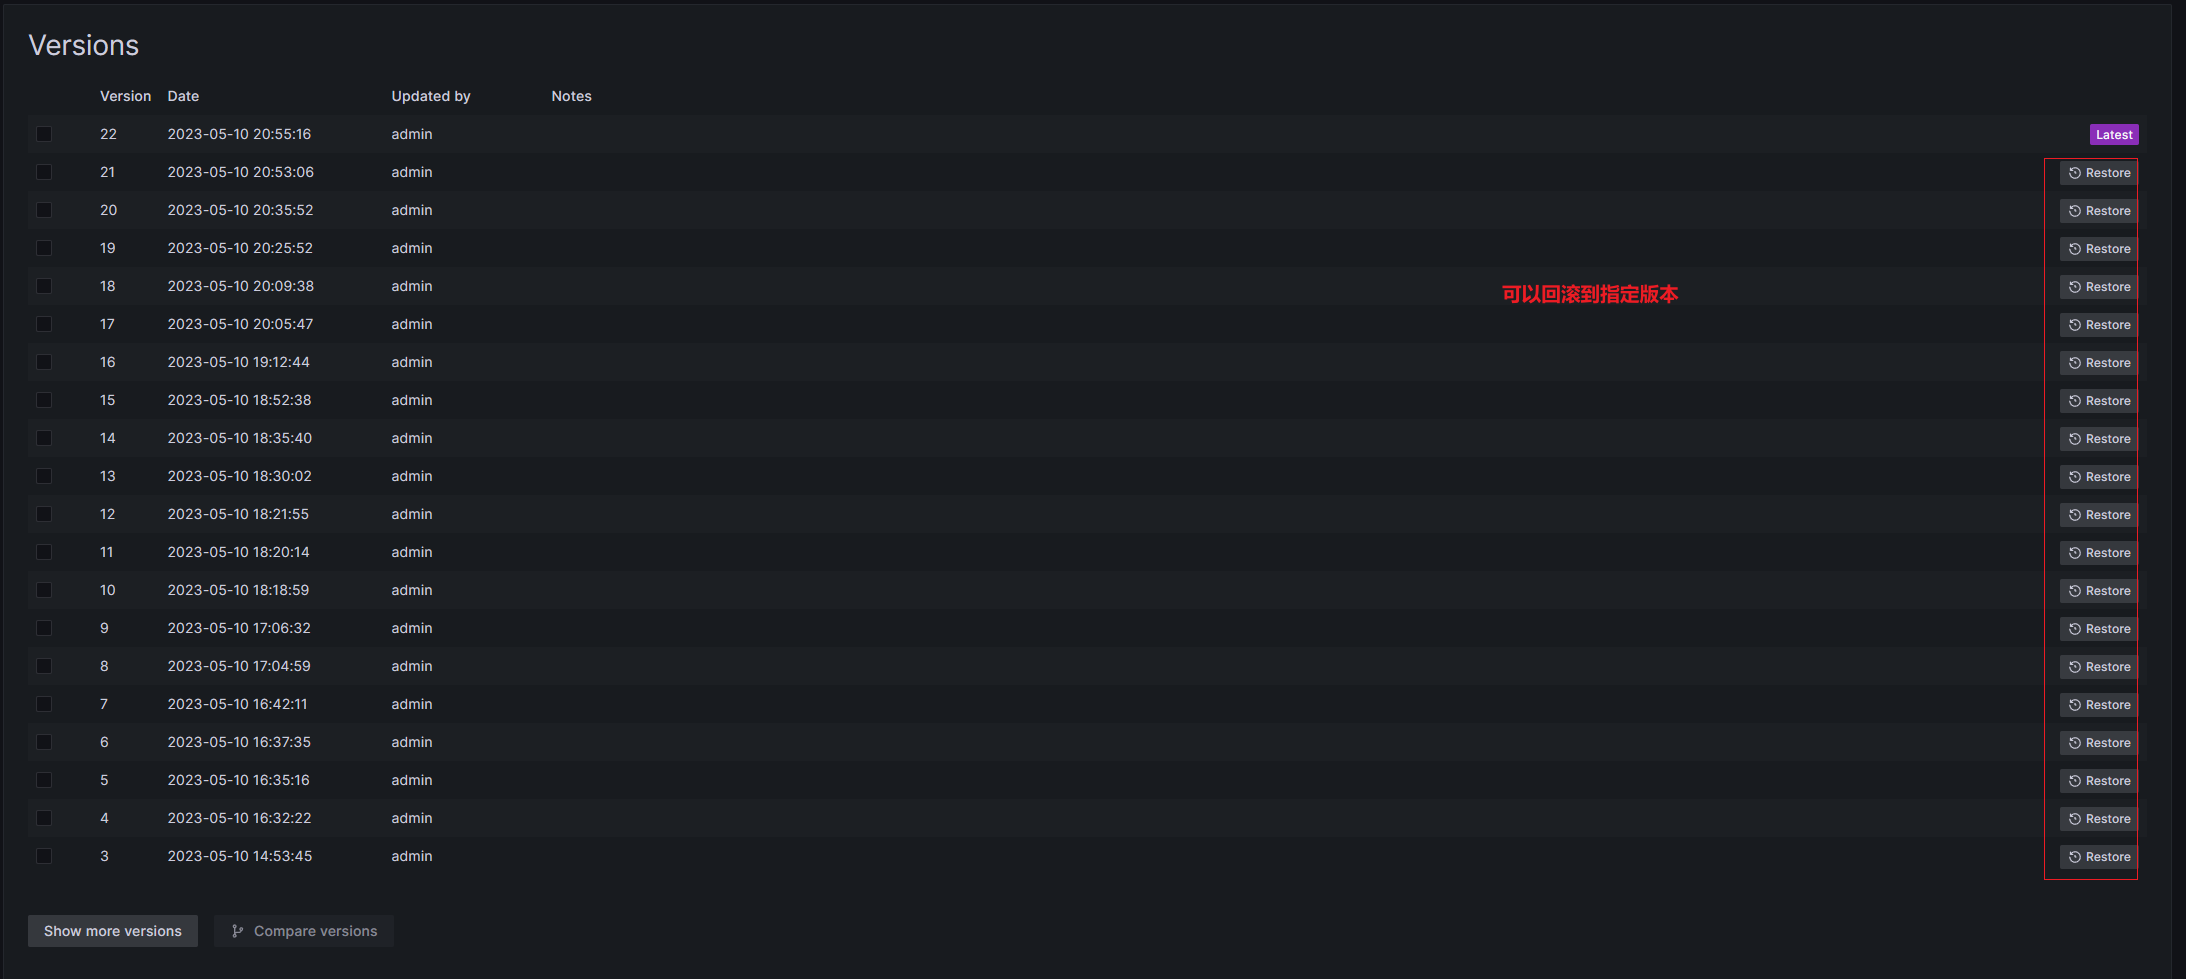 Versions
Version Date Updated by Notes
22 2023-05-10 20:55:16 admin Latest
21 2023-05-10 20:53:06 admin Restore
20 2023-05-10 20:35:52 admin Restore
19 2023-05-10 20:25:52 admin Restore
18 2023-05-10 20:09:38 admin 可以回滚到指定版本 Restore
17 2023-05-10 20:05:47 admin Restore
16 2023-05-10 19:12:44 admin Restore
15 2023-05-10 18:52:38 admin Restore
14 2023-05-10 18:35:40 admin Restore
13 2023-05-10 18:30:02 admin Restore
12 2023-05-10 18:21:55 admin Restore
11 2023-05-10 18:20:14 admin Restore
10 2023-05-10 18:18:59 admin Restore
9 2023-05-10 17:06:32 admin Restore
8 2023-05-10 17:04:59 admin Restore
7 2023-05-10 16:42:11 admin Restore
6 2023-05-10 16:37:35 admin Restore
5 2023-05-10 16:35:16 admin Restore
4 2023-05-10 16:32:22 admin Restore
3 2023-05-10 14:53:45 admin Restore
Show more versions Compare versions